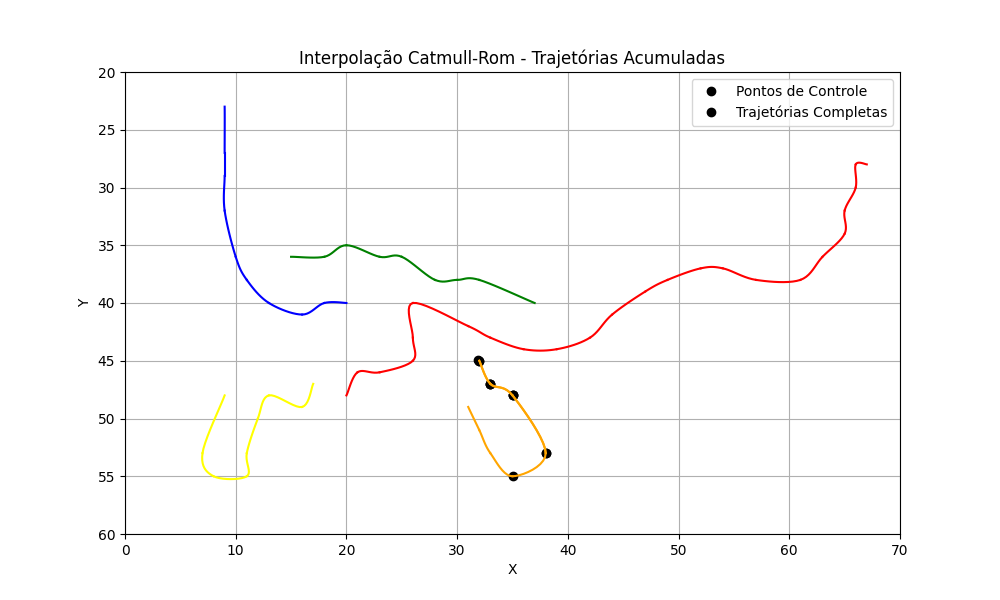 Interpolação Catmull-Rom - Trajetórias Acumuladas
Pontos de Controle
Trajetórias Completas
20
25
30
35
40
45
50
55
60
Y
0 10 20 30 40 50 60 70
X